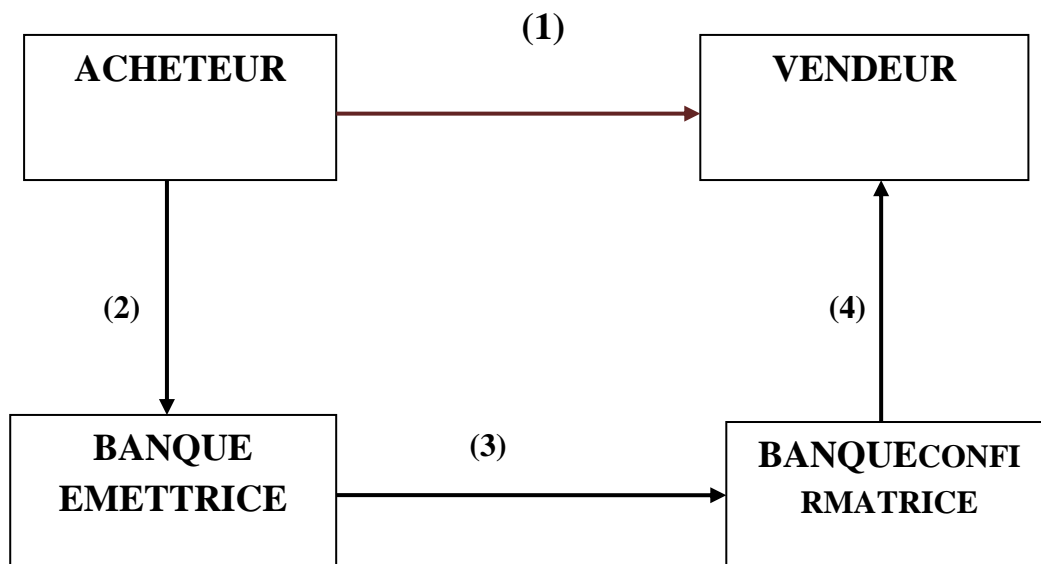 (1)
ACHETEUR
VENDEUR
(2)
(4)
BANQUE
EMETTRICE
(3)
BANQUECONFI
RMATRICE